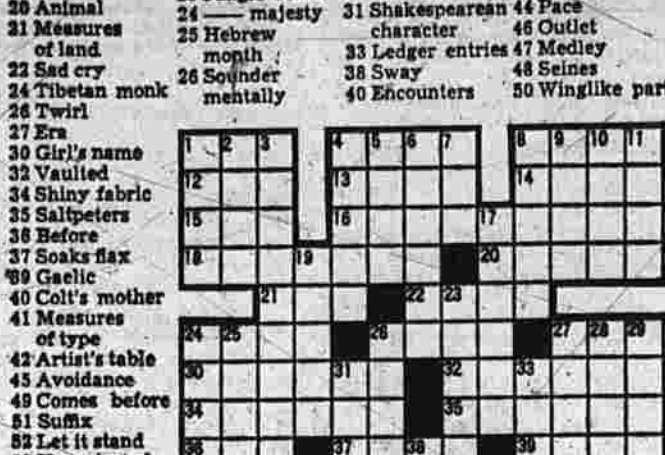 20 Animal
21 Measures
of land
22 Sad cry
24 Tibetan monk
26 Twirl
27 Era
30 Girl's name
32 Vaulted
34 Shiny fabric
35 Saltpeters
36 Before
37 Soaks flax
39 Gaelic
40 Colt's mother
41 Measures
of type
42 Artist's table
45 Avoidance
49 Comes before
51 Suffix
52 Let it stand
24 —— majesty
25 Hebrew
month
26 Sounder
mentally
31 Shakespearean
character
33 Ledger entries
38 Sway
40 Encounters
44 Pace
46 Outlet
47 Medley
48 Seines
50 Winglike part
1 2 3 4 5 6 7 8 9 10 11
12 13 14
15 16 17
18 19 20
21 22 23
24 25 26 27 28 29
30 31 32 33
34 35
36 37 38 39